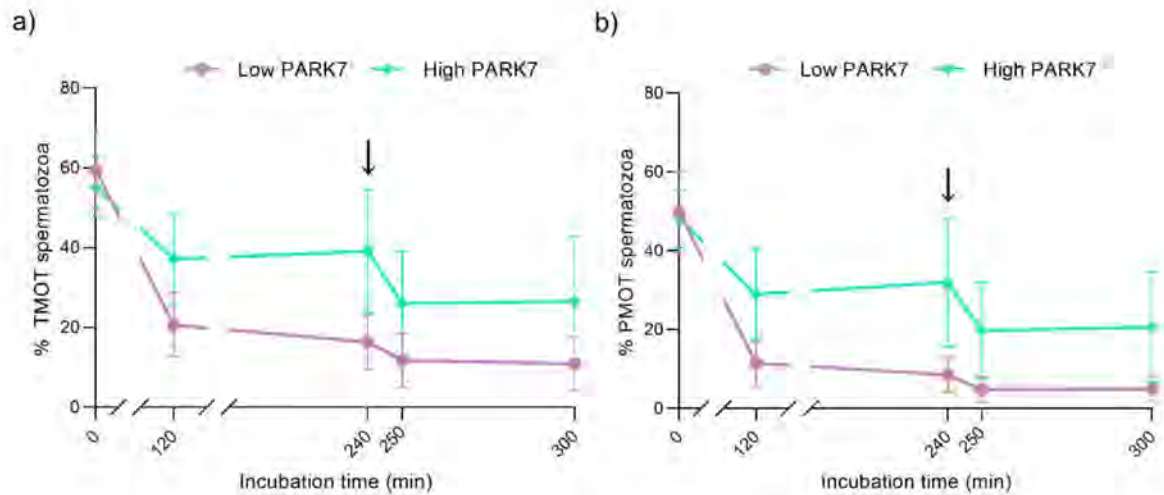 a)
Low PARK7 High PARK7
80
60
40
20
0
% TMOT spermatozoa
0 120 240 250 300
Incubation time (min)
b)
Low PARK7 High PARK7
80
60
40
20
0
% PMOT spermatozoa
0 120 240 250 300
Incubation time (min)